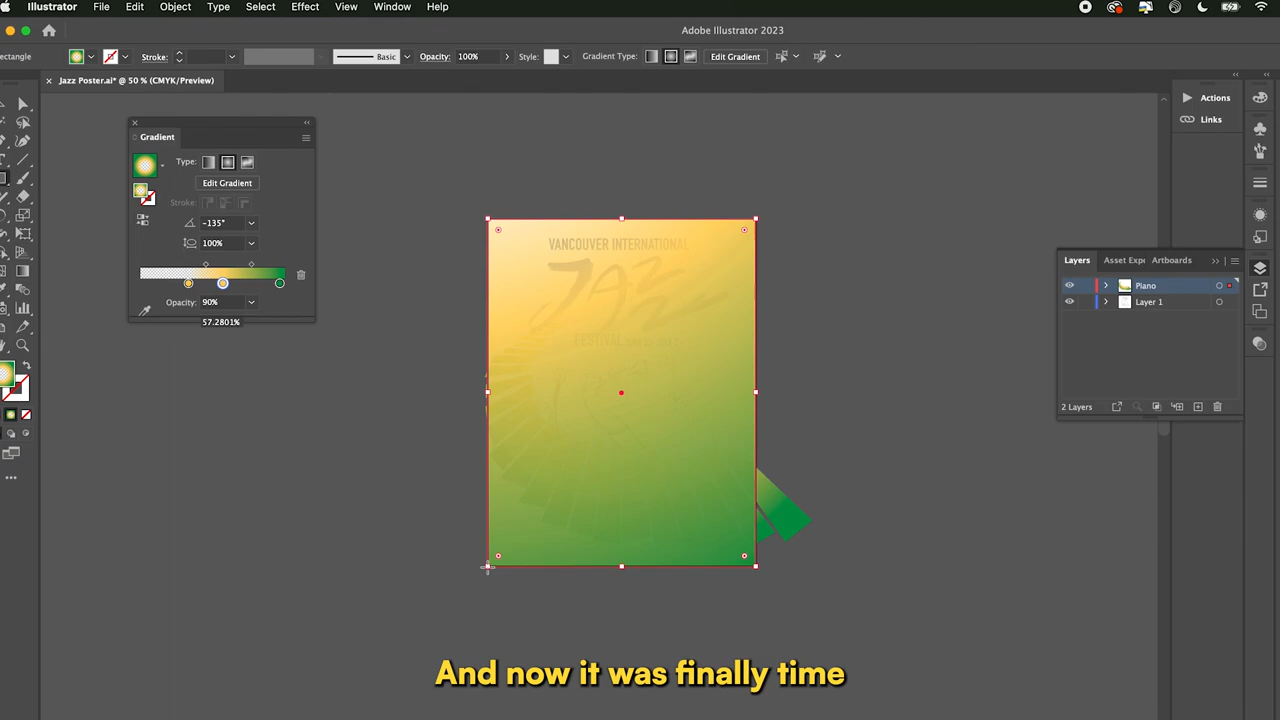 Illustrator File Edit Object Type Select Effect View Window Help
Adobe Illustrator 2023
ectangle
Stroke:
Basic
Opacity: 100%
Style:
Gradient Type:
Edit Gradient
× Jazz Poster.ai* @ 50 % (CMYK/Preview)
Actions
Links
Gradient
Type:
Edit Gradient
Stroke:
-135°
100%
Opacity: 90%
57.2801%
VANCOUVER INTERNATIONAL
JAZZ
FESTIVAL
Layers Asset Expo Artboards
Piano
Layer 1
2 Layers
And now it was finally time